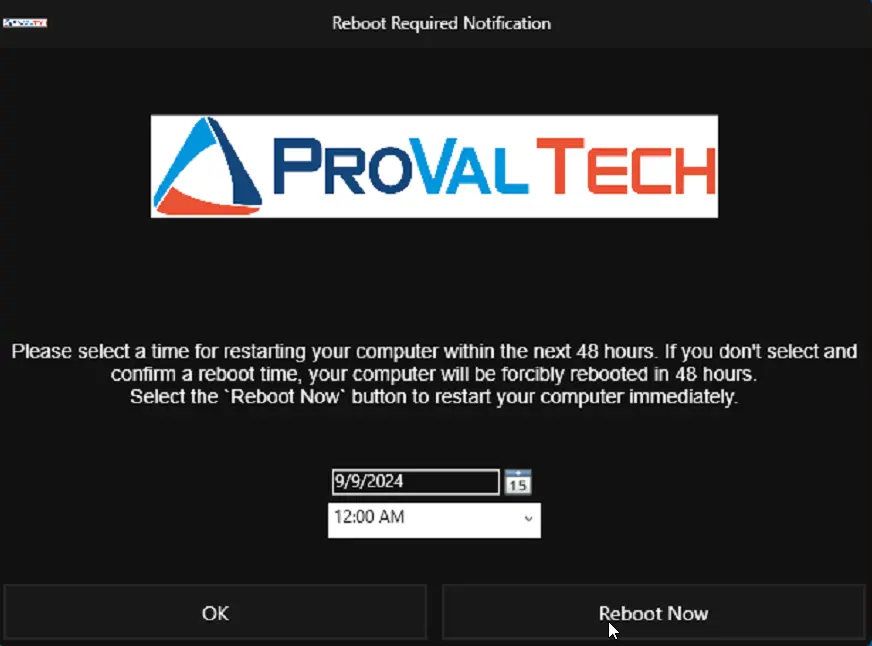 Reboot Required Notification
PROVAL TECH
Please select a time for restarting your computer within the next 48 hours. If you don't select and
confirm a reboot time, your computer will be forcibly rebooted in 48 hours.
Select the `Reboot Now` button to restart your computer immediately.
9/9/2024
15
12:00 AM
OK
Reboot Now